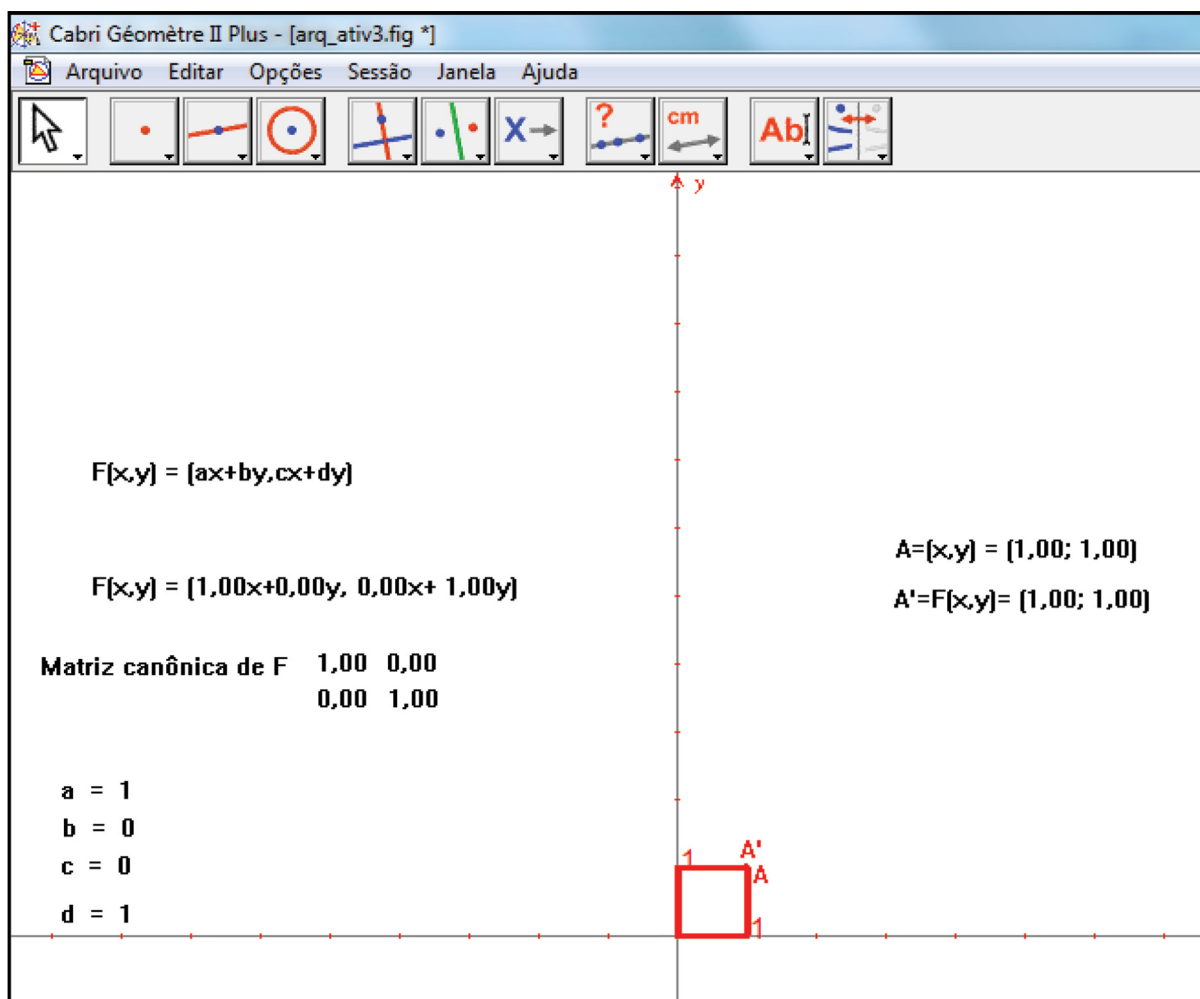 Cabri Géomètre II Plus - [arq_ativ3.fig *]
Arquivo Editar Opções Sessão Janela Ajuda
X ? cm Ab
y
F(x,y) = (ax+by,cx+dy)
A=(x,y) = (1,00; 1,00)
F(x,y) = (1,00x+0,00y, 0,00x+ 1,00y)
A'=F(x,y)= (1,00; 1,00)
Matriz canônica de F 1,00 0,00
0,00 1,00
a = 1
b = 0
c = 0
d = 1
1 A'
A
1